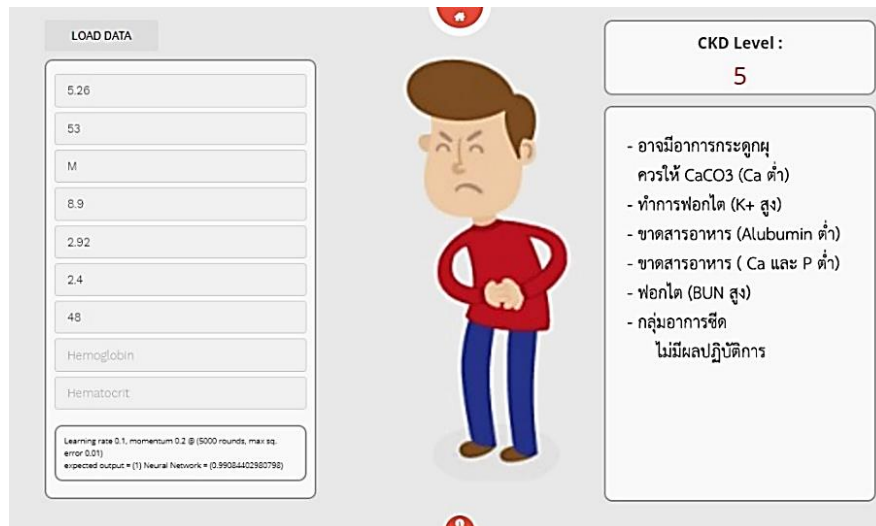 LOAD DATA
5.26
53
M
8.9
2.92
2.4
48
Hemoglobin
Hematocrit
Learning rate 0.1, momentum 0.2 @ (5000 rounds, max sq.
error 0.01)
expected output = (1) Neural Network = (0.99084402980798)
CKD Level :
5
- อาจมีอาการกระดูกผุ
ควรให้ CaCO3 (Ca ต่ำ)
- ทำการฟอกไต (K+ สูง)
- ขาดสารอาหาร (Alubumin ต่ำ)
- ขาดสารอาหาร ( Ca และ P ต่ำ)
- ฟอกไต (BUN สูง)
- กลุ่มอาการซีด
ไม่มีผลปฏิบัติการ